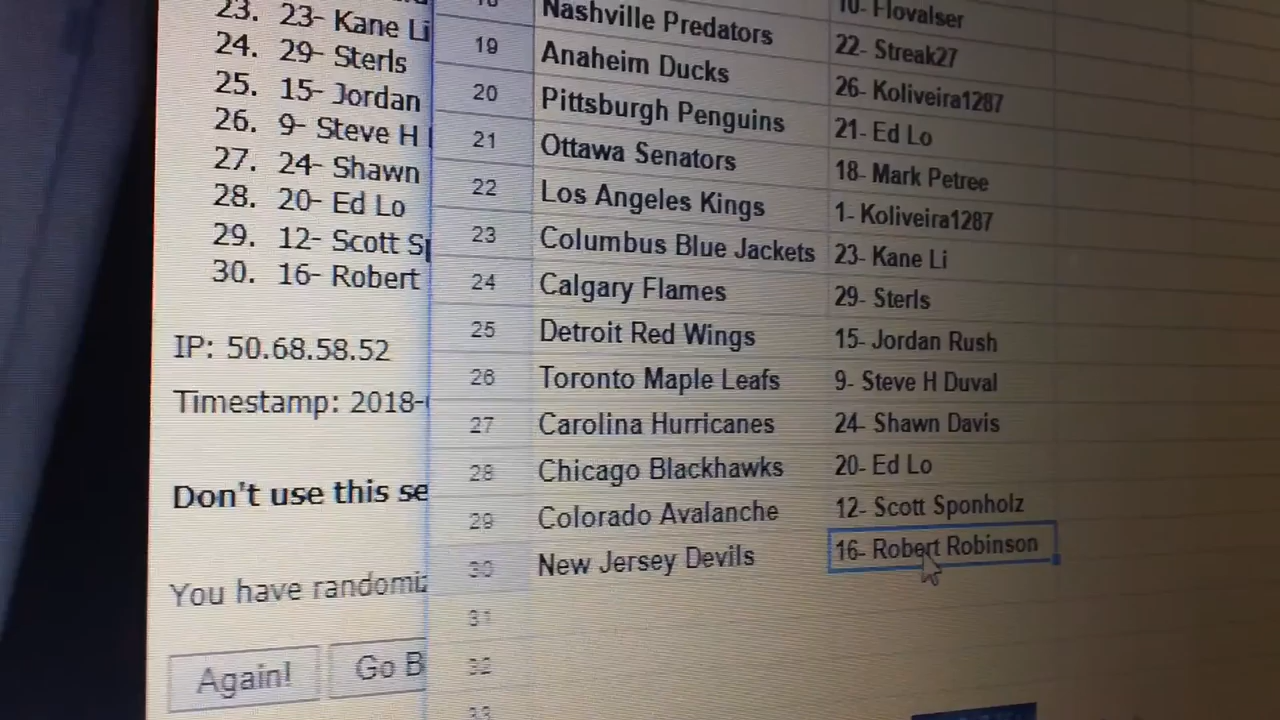 23. 23- Kane Li
24. 29- Sterls
25. 15- Jordan
26. 9- Steve H
27. 24- Shawn
28. 20- Ed Lo
29. 12- Scott
30. 16- Robert
IP: 50.68.58.52
Timestamp: 2018-
Don't use this se
You have
Again! Go B
Nashville Predators 10- Flovalser
19 Anaheim Ducks 22- Streak27
20 Pittsburgh Penguins 26- Koliveira1287
21 Ottawa Senators 21- Ed Lo
22 Los Angeles Kings 18- Mark Petree
23 Columbus Blue Jackets 1- Koliveira1287
24 Calgary Flames 23- Kane Li
25 Detroit Red Wings 29- Sterls
26 Toronto Maple Leafs 15- Jordan Rush
27 Carolina Hurricanes 9- Steve H Duval
28 Chicago Blackhawks 24- Shawn Davis
29 Colorado Avalanche 20- Ed Lo
30 New Jersey Devils 12- Scott Sponholz
16- Robert Robinson
31
32
33